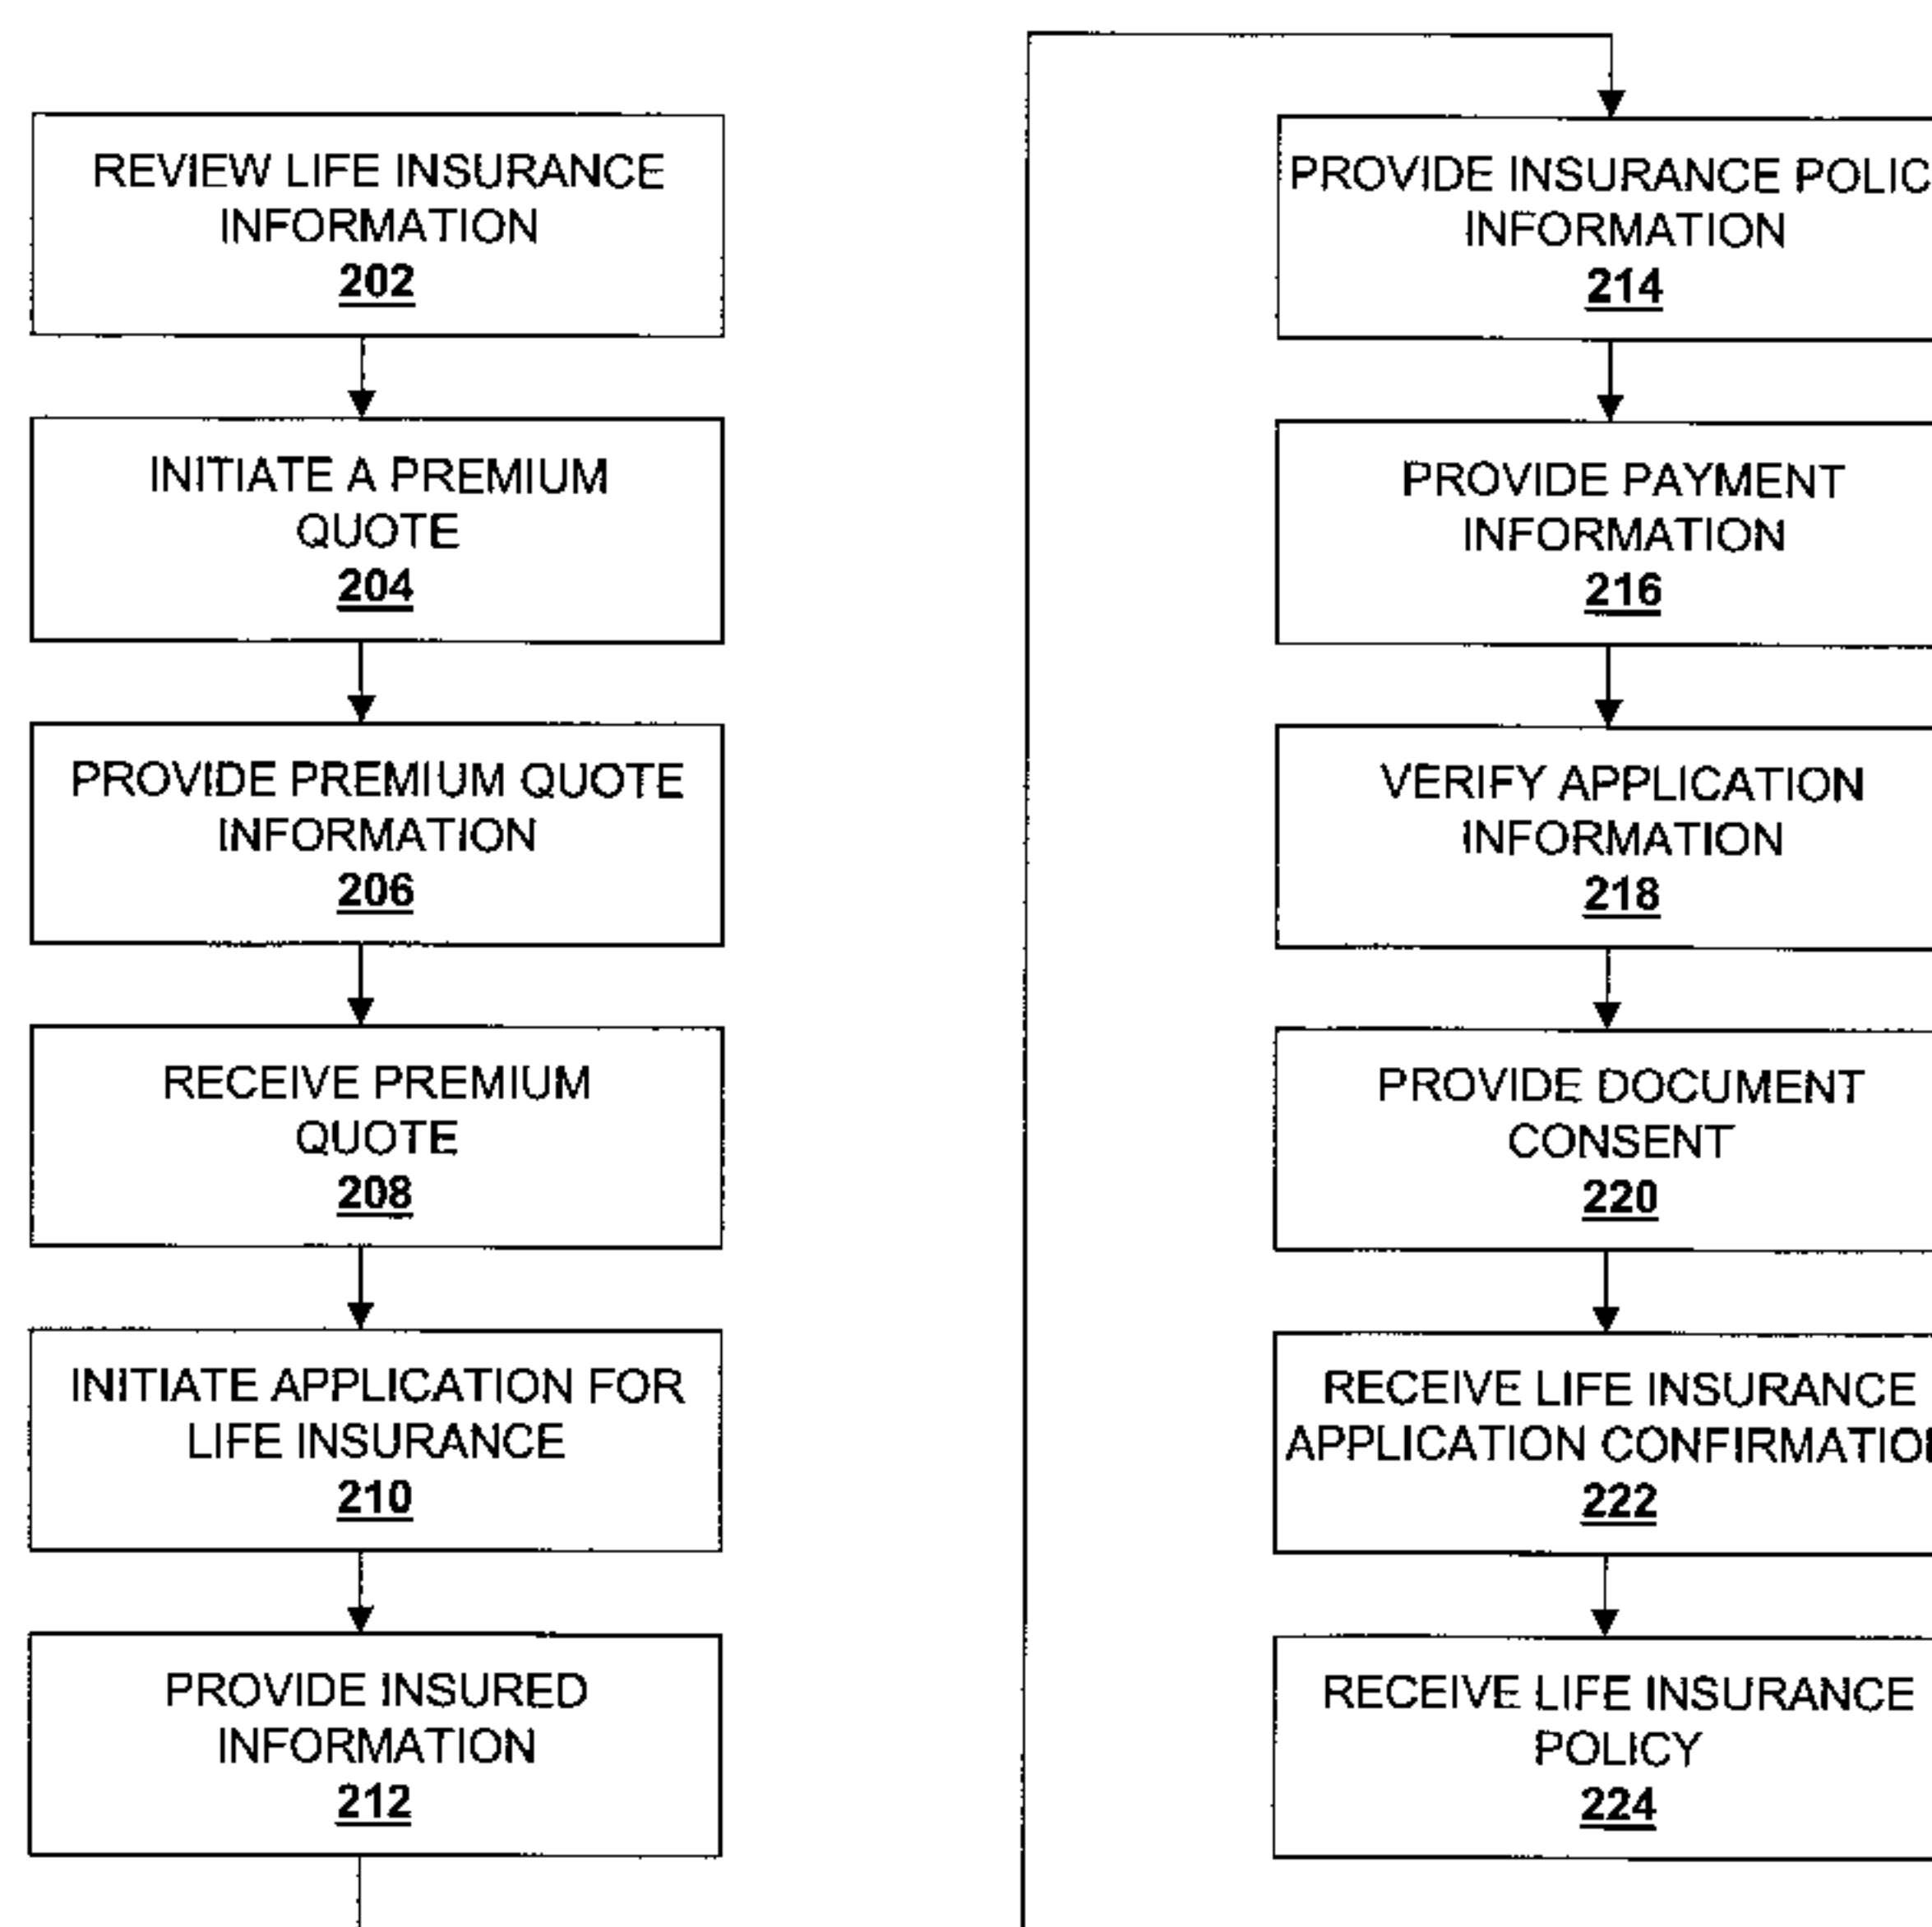 REVIEW LIFE INSURANCE
INFORMATION
202
INITIATE A PREMIUM
QUOTE
204
PROVIDE PREMIUM QUOTE
INFORMATION
206
RECEIVE PREMIUM
QUOTE
208
INITIATE APPLICATION FOR
LIFE INSURANCE
210
PROVIDE INSURED
INFORMATION
212
PROVIDE INSURANCE POLIC
INFORMATION
214
PROVIDE PAYMENT
INFORMATION
216
VERIFY APPLICATION
INFORMATION
218
PROVIDE DOCUMENT
CONSENT
220
RECEIVE LIFE INSURANCE
APPLICATION CONFIRMATION
222
RECEIVE LIFE INSURANCE
POLICY
224